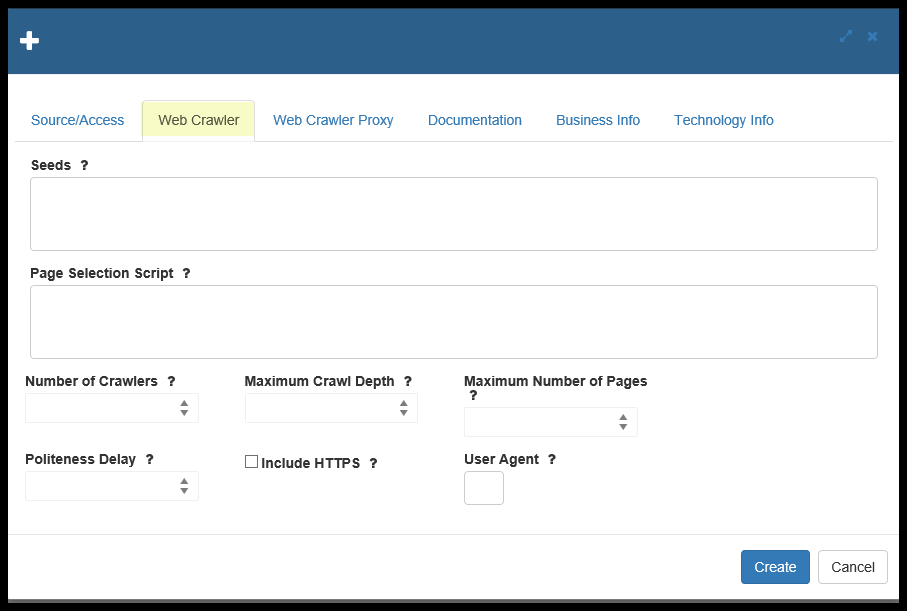 Source/Access Web Crawler Web Crawler Proxy Documentation Business Info Technology Info
Seeds ?
Page Selection Script ?
Number of Crawlers ? Maximum Crawl Depth ? Maximum Number of Pages
?
Politeness Delay ? Include HTTPS ? User Agent ?
Create Cancel